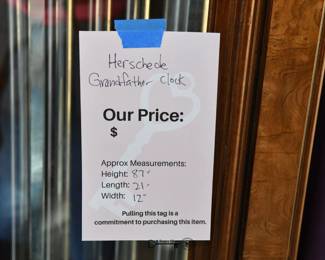 Herschede
Grandfather Clock
Our Price:
$
Approx Measurements:
Height: 87"
Length: 21"
Width: 12"
Pulling this tag is a
commitment to purchasing this item.